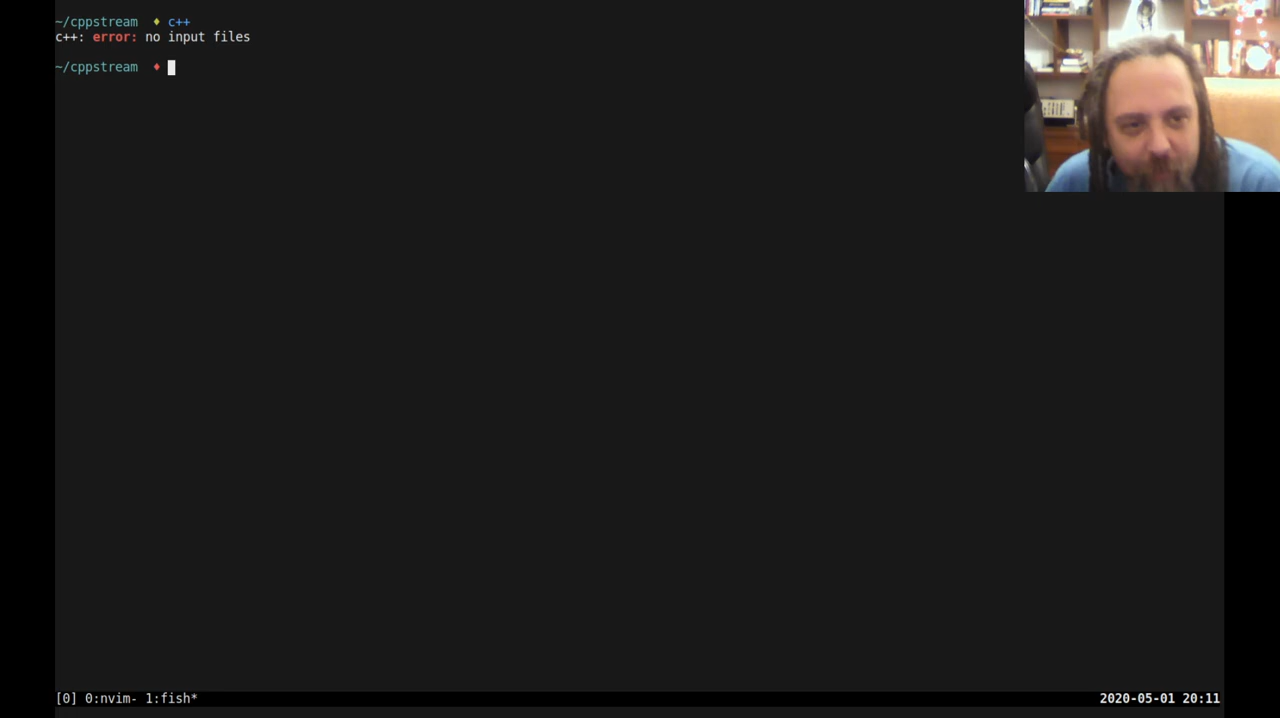 ~/cppstream ♦ c++
c++: error: no input files
~/cppstream ♦
[0] 0:nvim- 1:fish* 2020-05-01 20:11